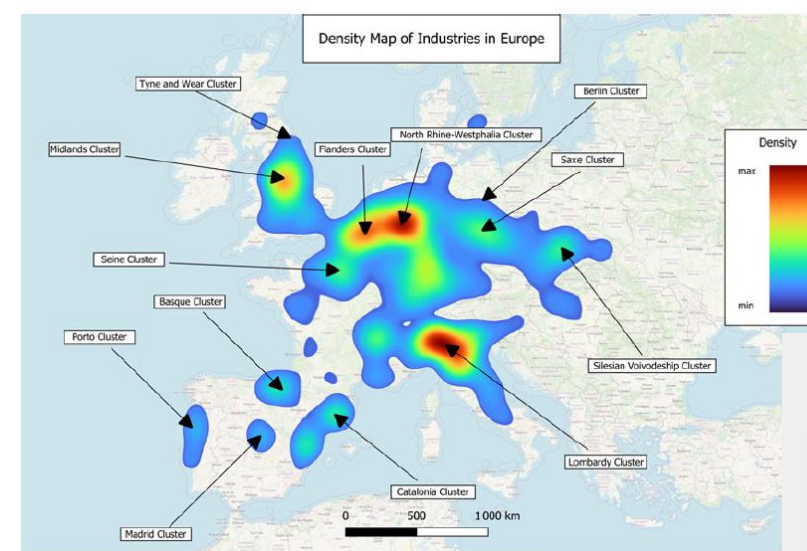 Density Map of Industries in Europe
Tyne and Wear Cluster
Berlin Cluster
North Rhine-Westphalia Cluster
Midlands Cluster
Flanders Cluster
Saxe Cluster
Density
max
Seine Cluster
Basque Cluster
min
Porto Cluster
Silesian Voivodeship Cluster
Lombardy Cluster
Catalonia Cluster
0 500 1000 km
Madrid Cluster